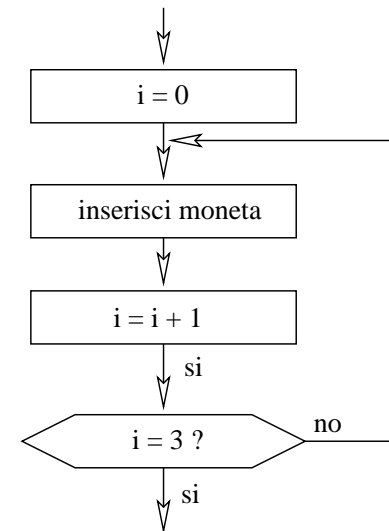 i = 0
inserisci moneta
i = i + 1
si
i = 3 ?
no
si